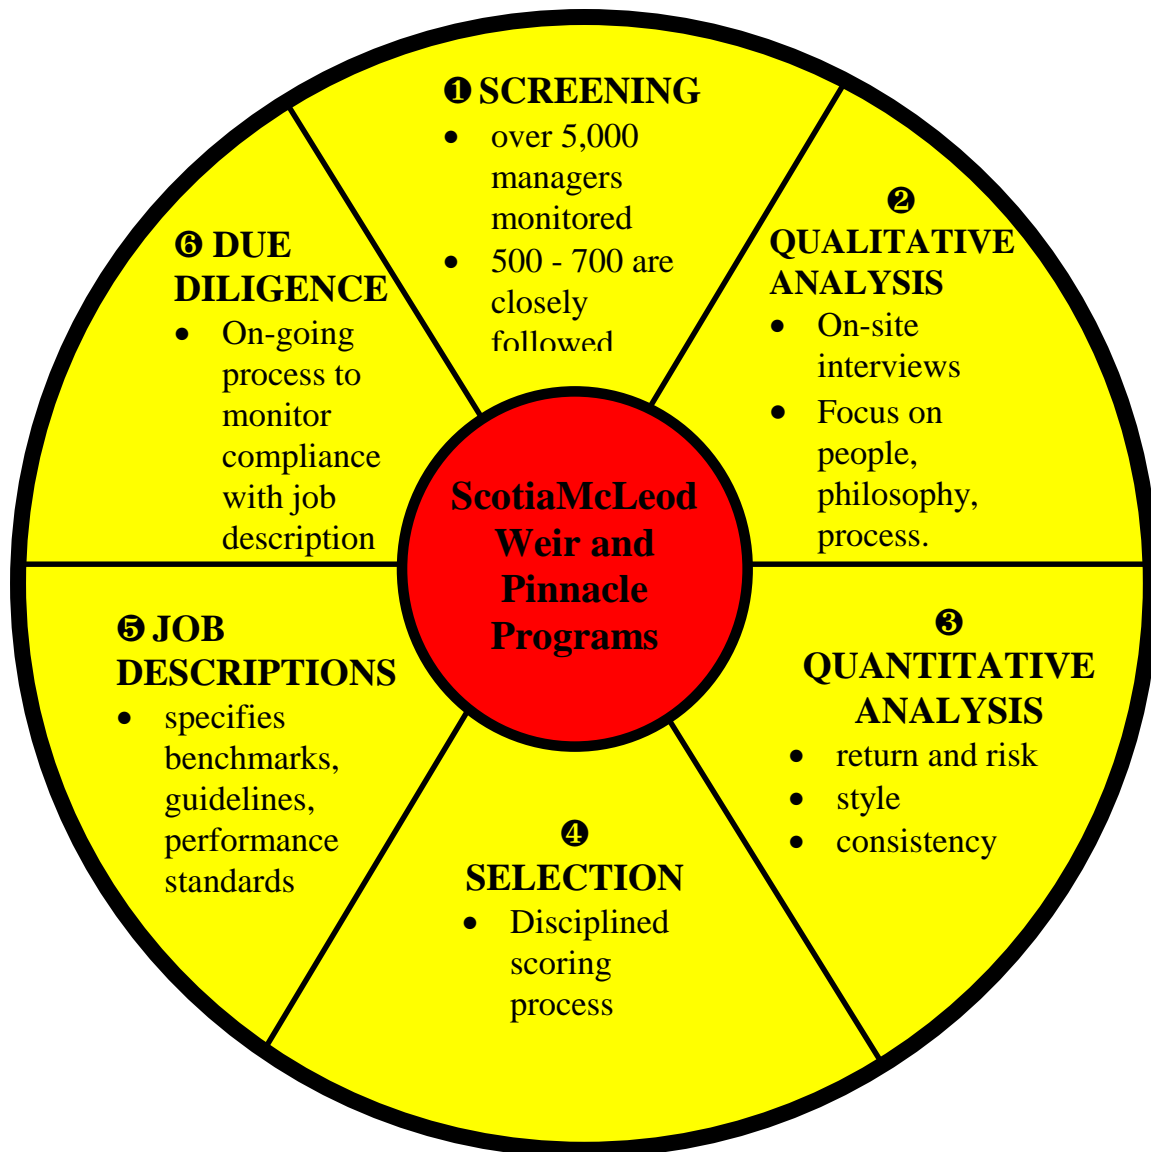 ❶ SCREENING
• over 5,000
managers
monitored
• 500 - 700 are
closely
followed
❷
QUALITATIVE
ANALYSIS
• On-site
interviews
• Focus on
people,
philosophy,
process.
❸
QUANTITATIVE
ANALYSIS
• return and risk
• style
• consistency
❹
SELECTION
• Disciplined
scoring
process
❺ JOB
DESCRIPTIONS
• specifies
benchmarks,
guidelines,
performance
standards
❻ DUE
DILIGENCE
• On-going
process to
monitor
compliance
with job
description
ScotiaMcLeod
Weir and
Pinnacle
Programs